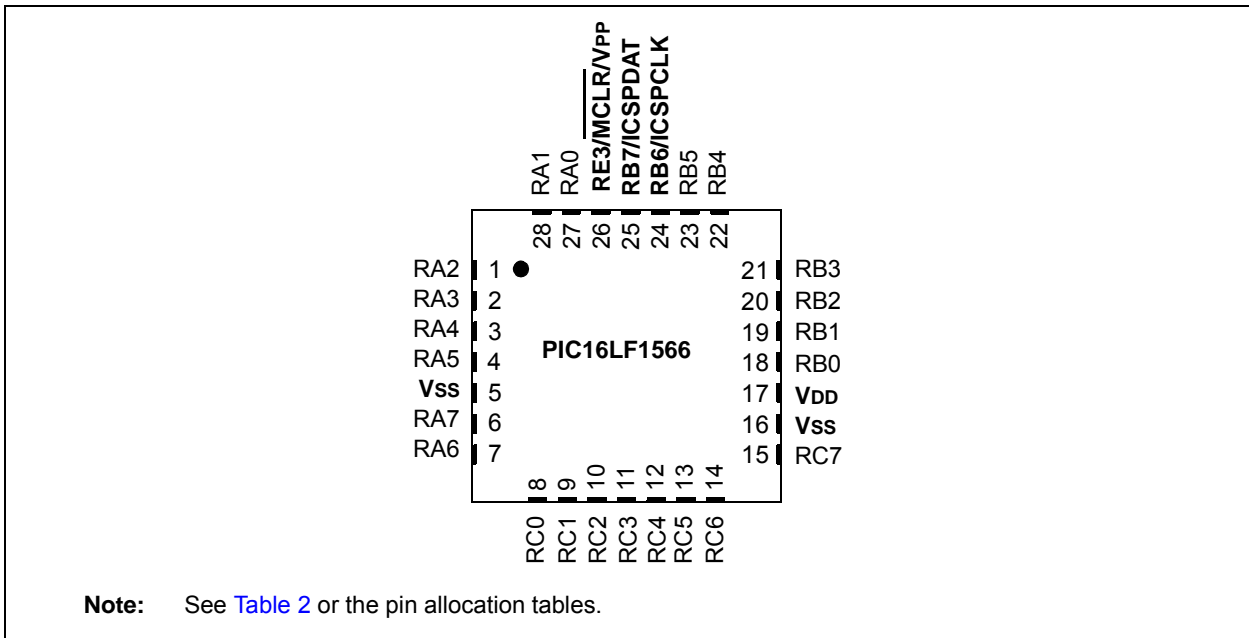 RA1
RA0
RE3/MCLR/VPP
RB7/ICSPDAT
RB6/ICSPCLK
RB5
RB4
28
27
26
25
24
23
22
RA2 1 21 RB3
RA3 2 20 RB2
RA4 3 19 RB1
RA5 4 18 RB0
VSS 5 17 VDD
RA7 6 16 VSS
RA6 7 15 RC7
PIC16LF1566
8
9
10
11
12
13
14
RC0
RC1
RC2
RC3
RC4
RC5
RC6
Note: See Table 2 or the pin allocation tables.